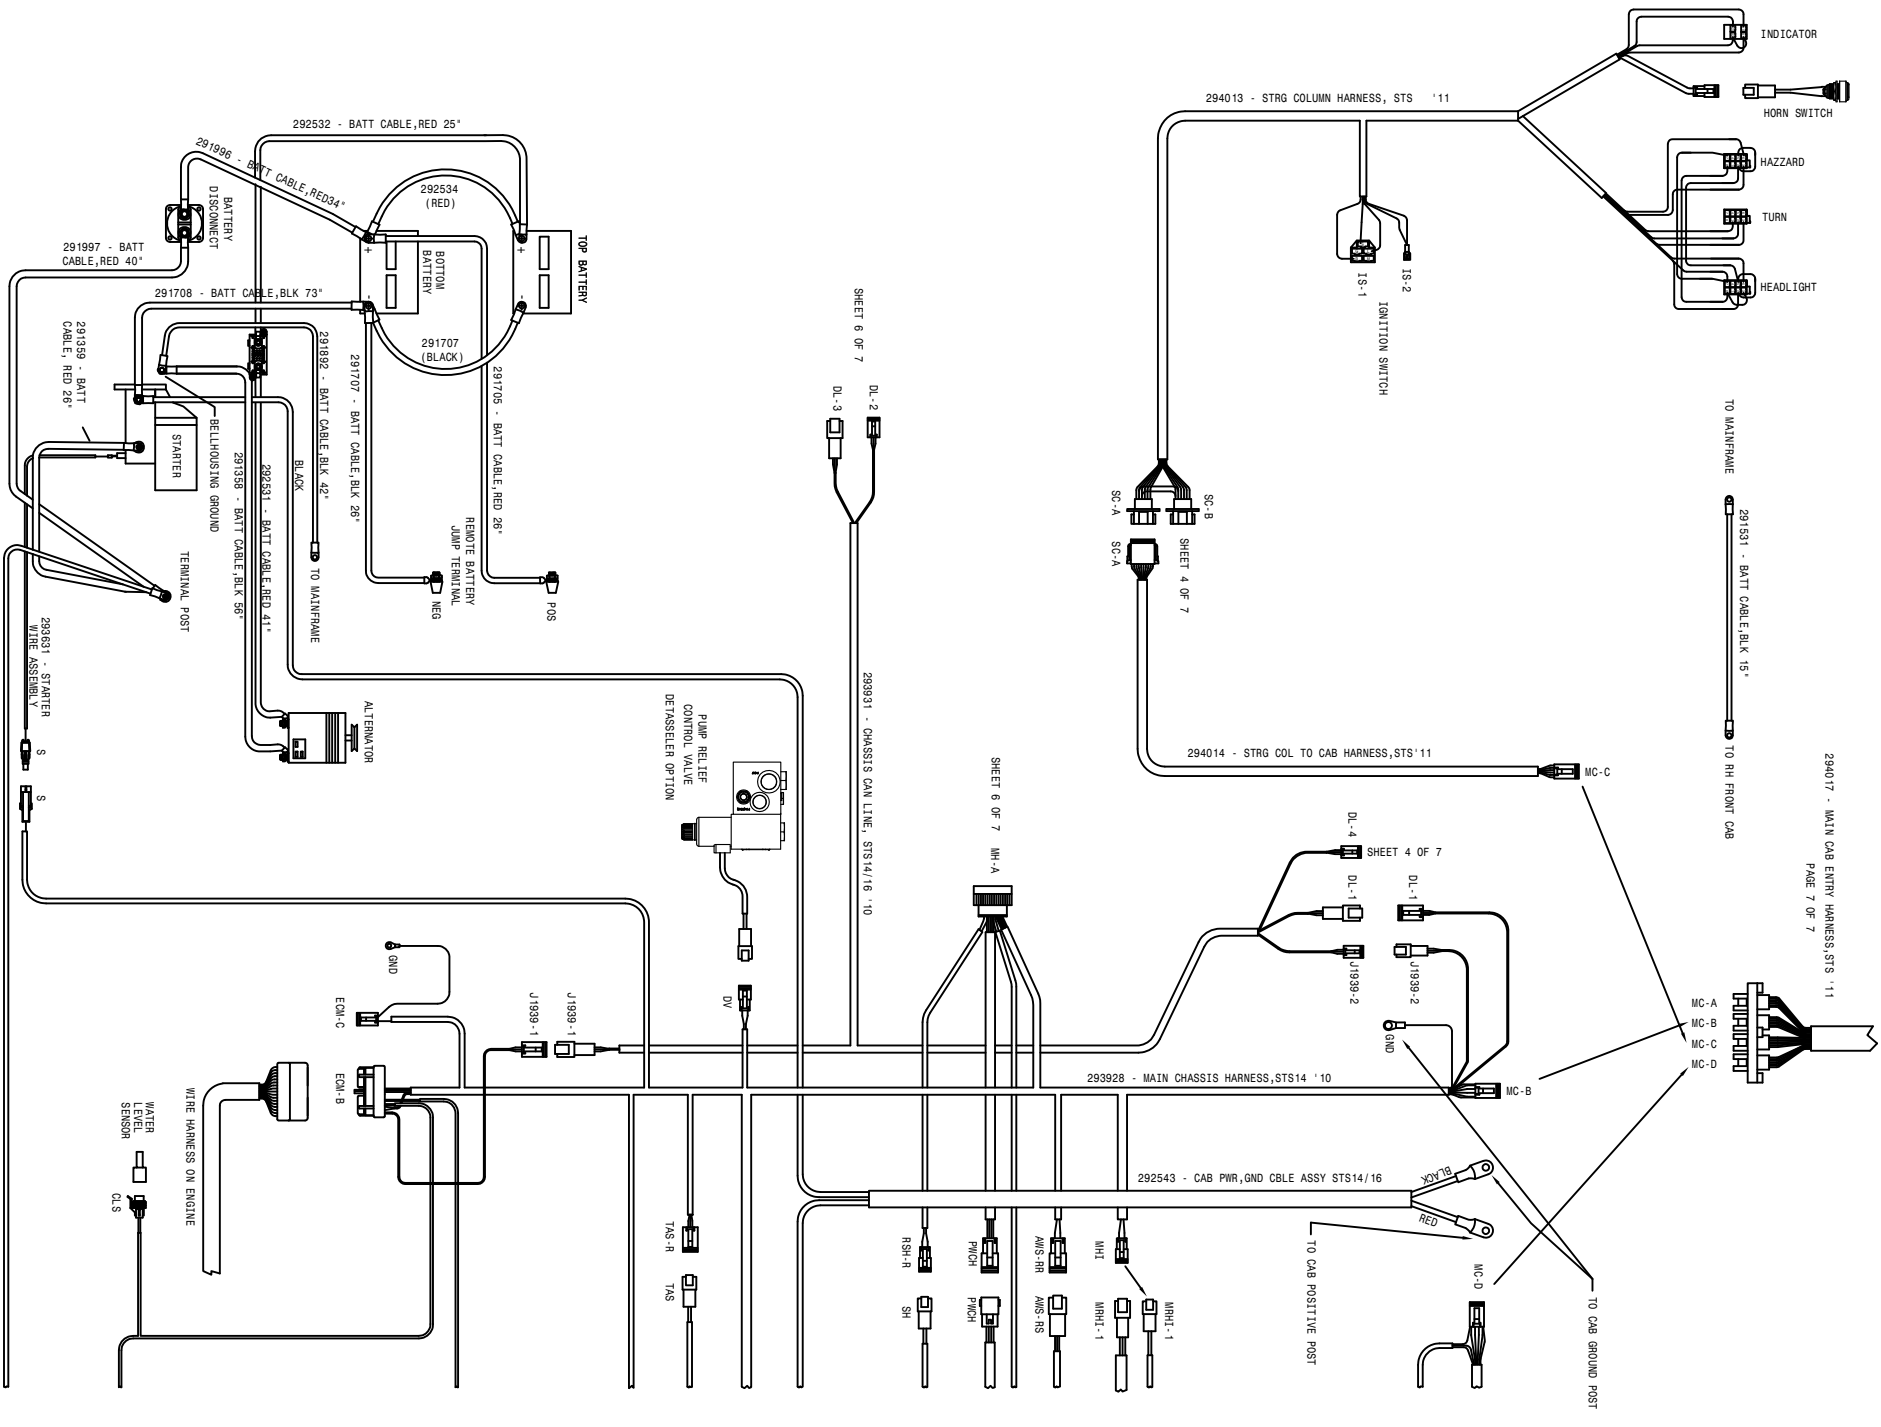 INDICATOR
HORN SWITCH
HAZZARD
TURN
HEADLIGHT
294013 - STRG COLUMN HARNESS, STS '11
IS-1
IS-2
IGNITION SWITCH
292532 - BATT CABLE,RED 25"
291996 - BATT CABLE,RED34"
BATTERY
DISCONNECT
291997 - BATT
CABLE,RED 40"
292534
(RED)
+
-
BOTTOM
BATTERY
+
-
TOP BATTERY
291708 - BATT CABLE,BLK 73"
291707
(BLACK)
291359 - BATT
CABLE, RED 26"
291892 - BATT CABLE,BLK 42"
291707 - BATT CABLE,BLK 26"
291705 - BATT CABLE,RED 26"
STARTER
BELLHOUSING GROUND
291358 - BATT CABLE,BLK 56"
292531 - BATT CABLE,RED 41"
BLACK
TO MAINFRAME
REMOTE BATTERY
JUMP TERMINAL
NEG
POS
TERMINAL POST
293631 - STARTER
WIRE ASSEMBLY
S
S
ALTERNATOR
SHEET 6 OF 7
DL-3
DL-2
SC-A
SC-B
SC-A
SHEET 4 OF 7
TO MAINFRAME
291531 - BATT CABLE,BLK 15"
TO RH FRONT CAB
294017 - MAIN CAB ENTRY HARNESS,STS '11
PAGE 7 OF 7
294014 - STRG COL TO CAB HARNESS,STS'11
MC-C
293931 - CHASSIS CAN LINE, STS14/16 '10
PUMP RELIEF
CONTROL VALVE
DETASSELER OPTION
SHEET 6 OF 7
MH-A
DL-4
SHEET 4 OF 7
DL-1
DL-1
J1939-2
J1939-2
GND
MC-A
MC-B
MC-C
MC-D
GND
ECM-C
ECM-B
J1939-1
J1939-1
DV
293928 - MAIN CHASSIS HARNESS,STS14 '10
MC-B
WIRE HARNESS ON ENGINE
WATER
LEVEL
SENSOR
CLS
292543 - CAB PWR,GND CBLE ASSY STS14/16
BLACK
RED
TAS-R
TAS
RSH-R
SH
PWCH
PWCH
AWS-RR
AWS-RS
MHI
MRHI-1
MRHI-1
TO CAB POSITIVE POST
MC-D
TO CAB GROUND POST